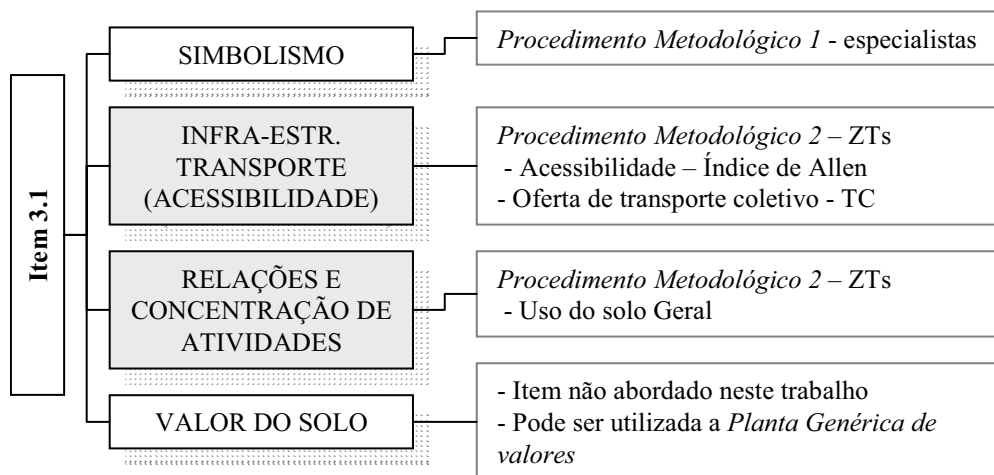 Item 3.1
SIMBOLISMO
Procedimento Metodológico 1 - especialistas
INFRA-ESTR.
TRANSPORTE
(ACESSIBILIDADE)
Procedimento Metodológico 2 – ZTs
- Acessibilidade – Índice de Allen
- Oferta de transporte coletivo - TC
RELAÇÕES E
CONCENTRAÇÃO DE
ATIVIDADES
Procedimento Metodológico 2 – ZTs
- Uso do solo Geral
VALOR DO SOLO
- Item não abordado neste trabalho
- Pode ser utilizada a Planta Genérica de
valores